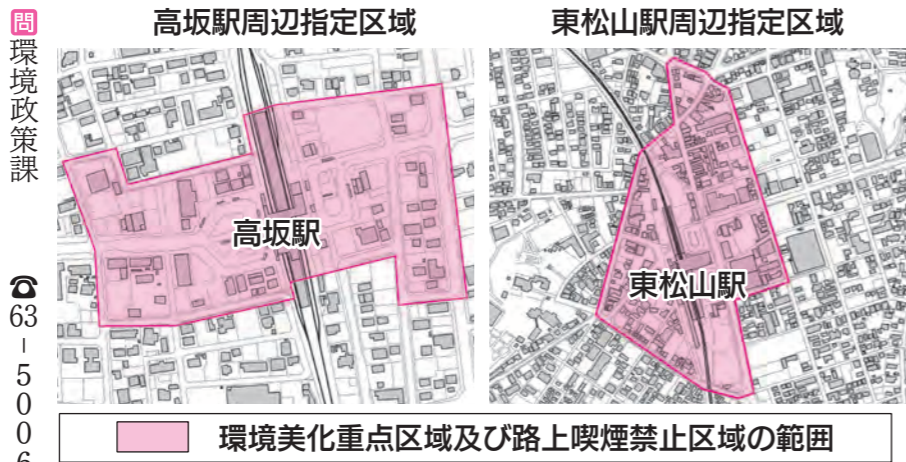 高坂駅周辺指定区域
東松山駅周辺指定区域
高坂駅
東松山駅
環境美化重点区域及び路上喫煙禁止区域の範囲
問環境政策課 ☎63-5006